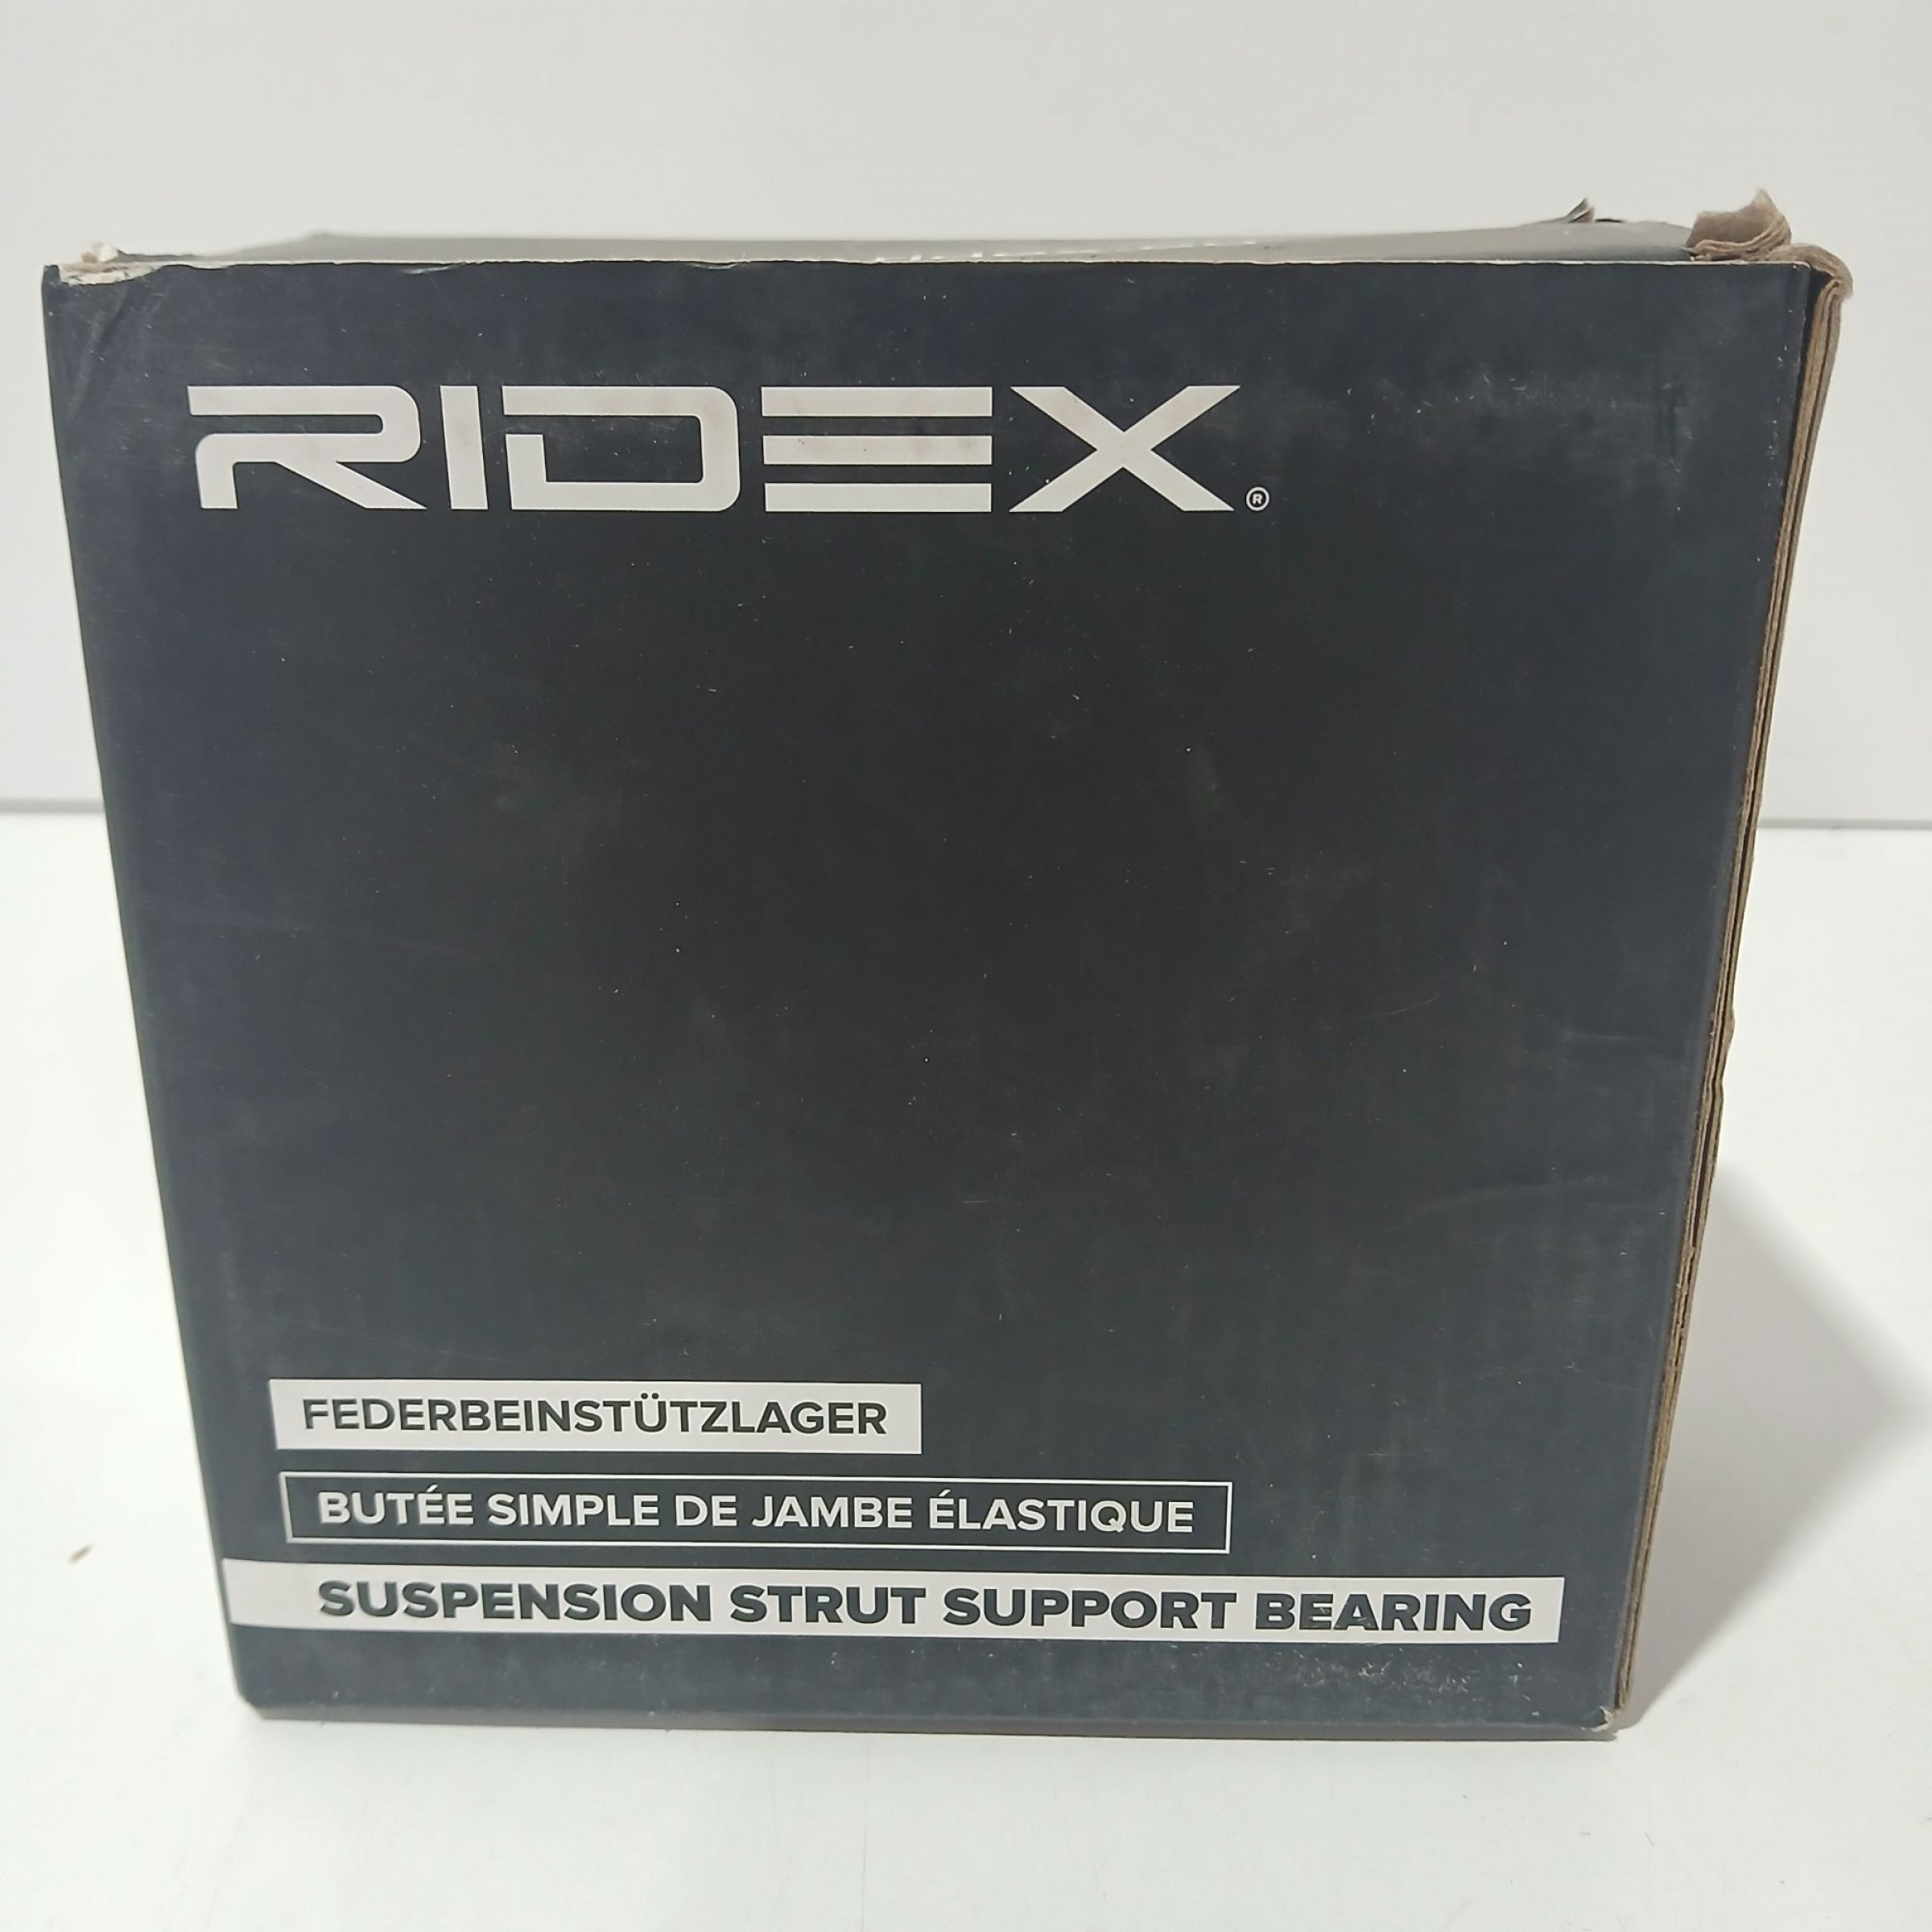 RIDEX®
FEDERBEINSTÜTZLAGER
BUTÉE SIMPLE DE JAMBE ÉLASTIQUE
SUSPENSION STRUT SUPPORT BEARING